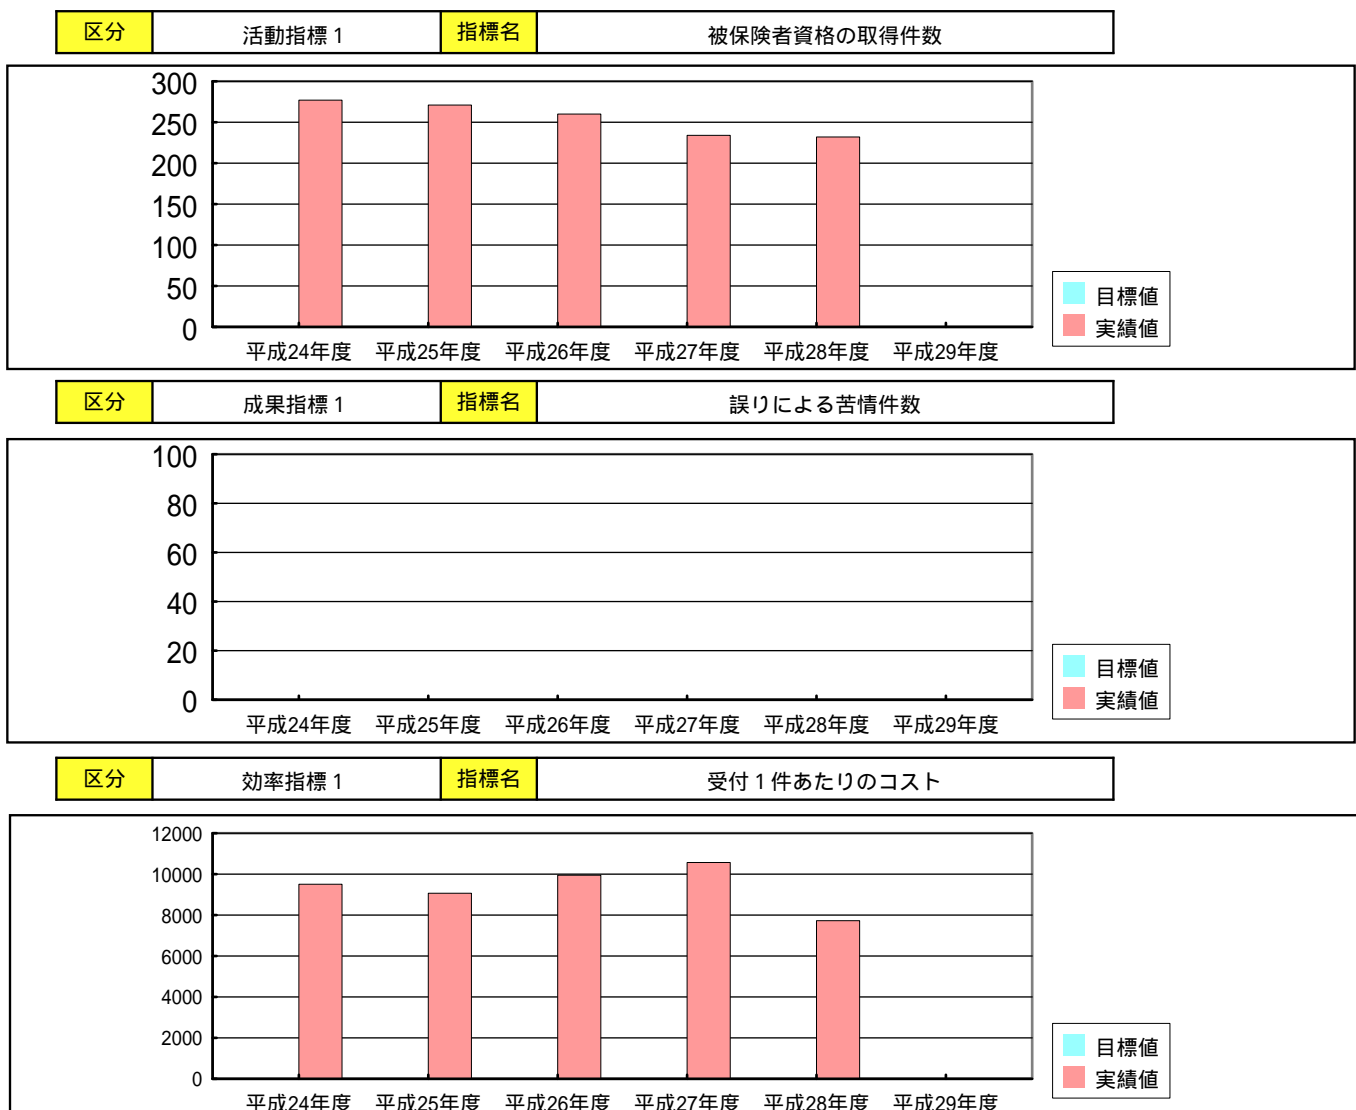 区分 活動指標１ 指標名 被保険者資格の取得件数
300
250
200
150
100
50
0
平成24年度 平成25年度 平成26年度 平成27年度 平成28年度 平成29年度
目標値
実績値
区分 成果指標１ 指標名 誤りによる苦情件数
100
80
60
40
20
0
平成24年度 平成25年度 平成26年度 平成27年度 平成28年度 平成29年度
目標値
実績値
区分 効率指標１ 指標名 受付１件あたりのコスト
12000
10000
8000
6000
4000
2000
0
平成24年度 平成25年度 平成26年度 平成27年度 平成28年度 平成29年度
目標値
実績値